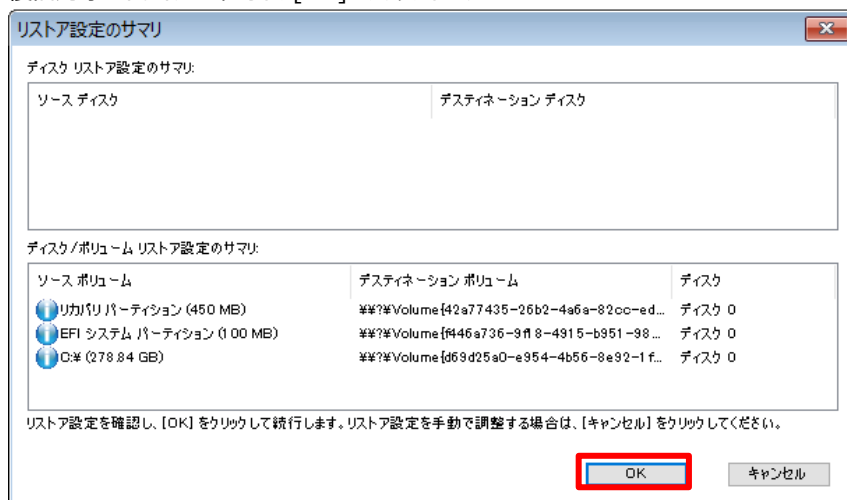 リストア設定のサマリ
ディスク リストア設定のサマリ:
ソース ディスク デスティネーション ディスク
ディスク/ボリューム リストア設定のサマリ:
ソース ボリューム デスティネーション ボリューム ディスク
リカバリ パーティション (450 MB) ¥¥?¥Volume{42a77435-26b2-4a6a-82cc-ed... ディスク 0
EFI システム パーティション (100 MB) ¥¥?¥Volume{f446a736-9f18-4915-b951-98... ディスク 0
C:¥ (278.84 GB) ¥¥?¥Volume{d69d25a0-e954-4b56-8e92-1f... ディスク 0
リストア設定を確認し、[OK] をクリックして続行します。リストア設定を手動で調整する場合は、[キャンセル] をクリックしてください。
OK キャンセル